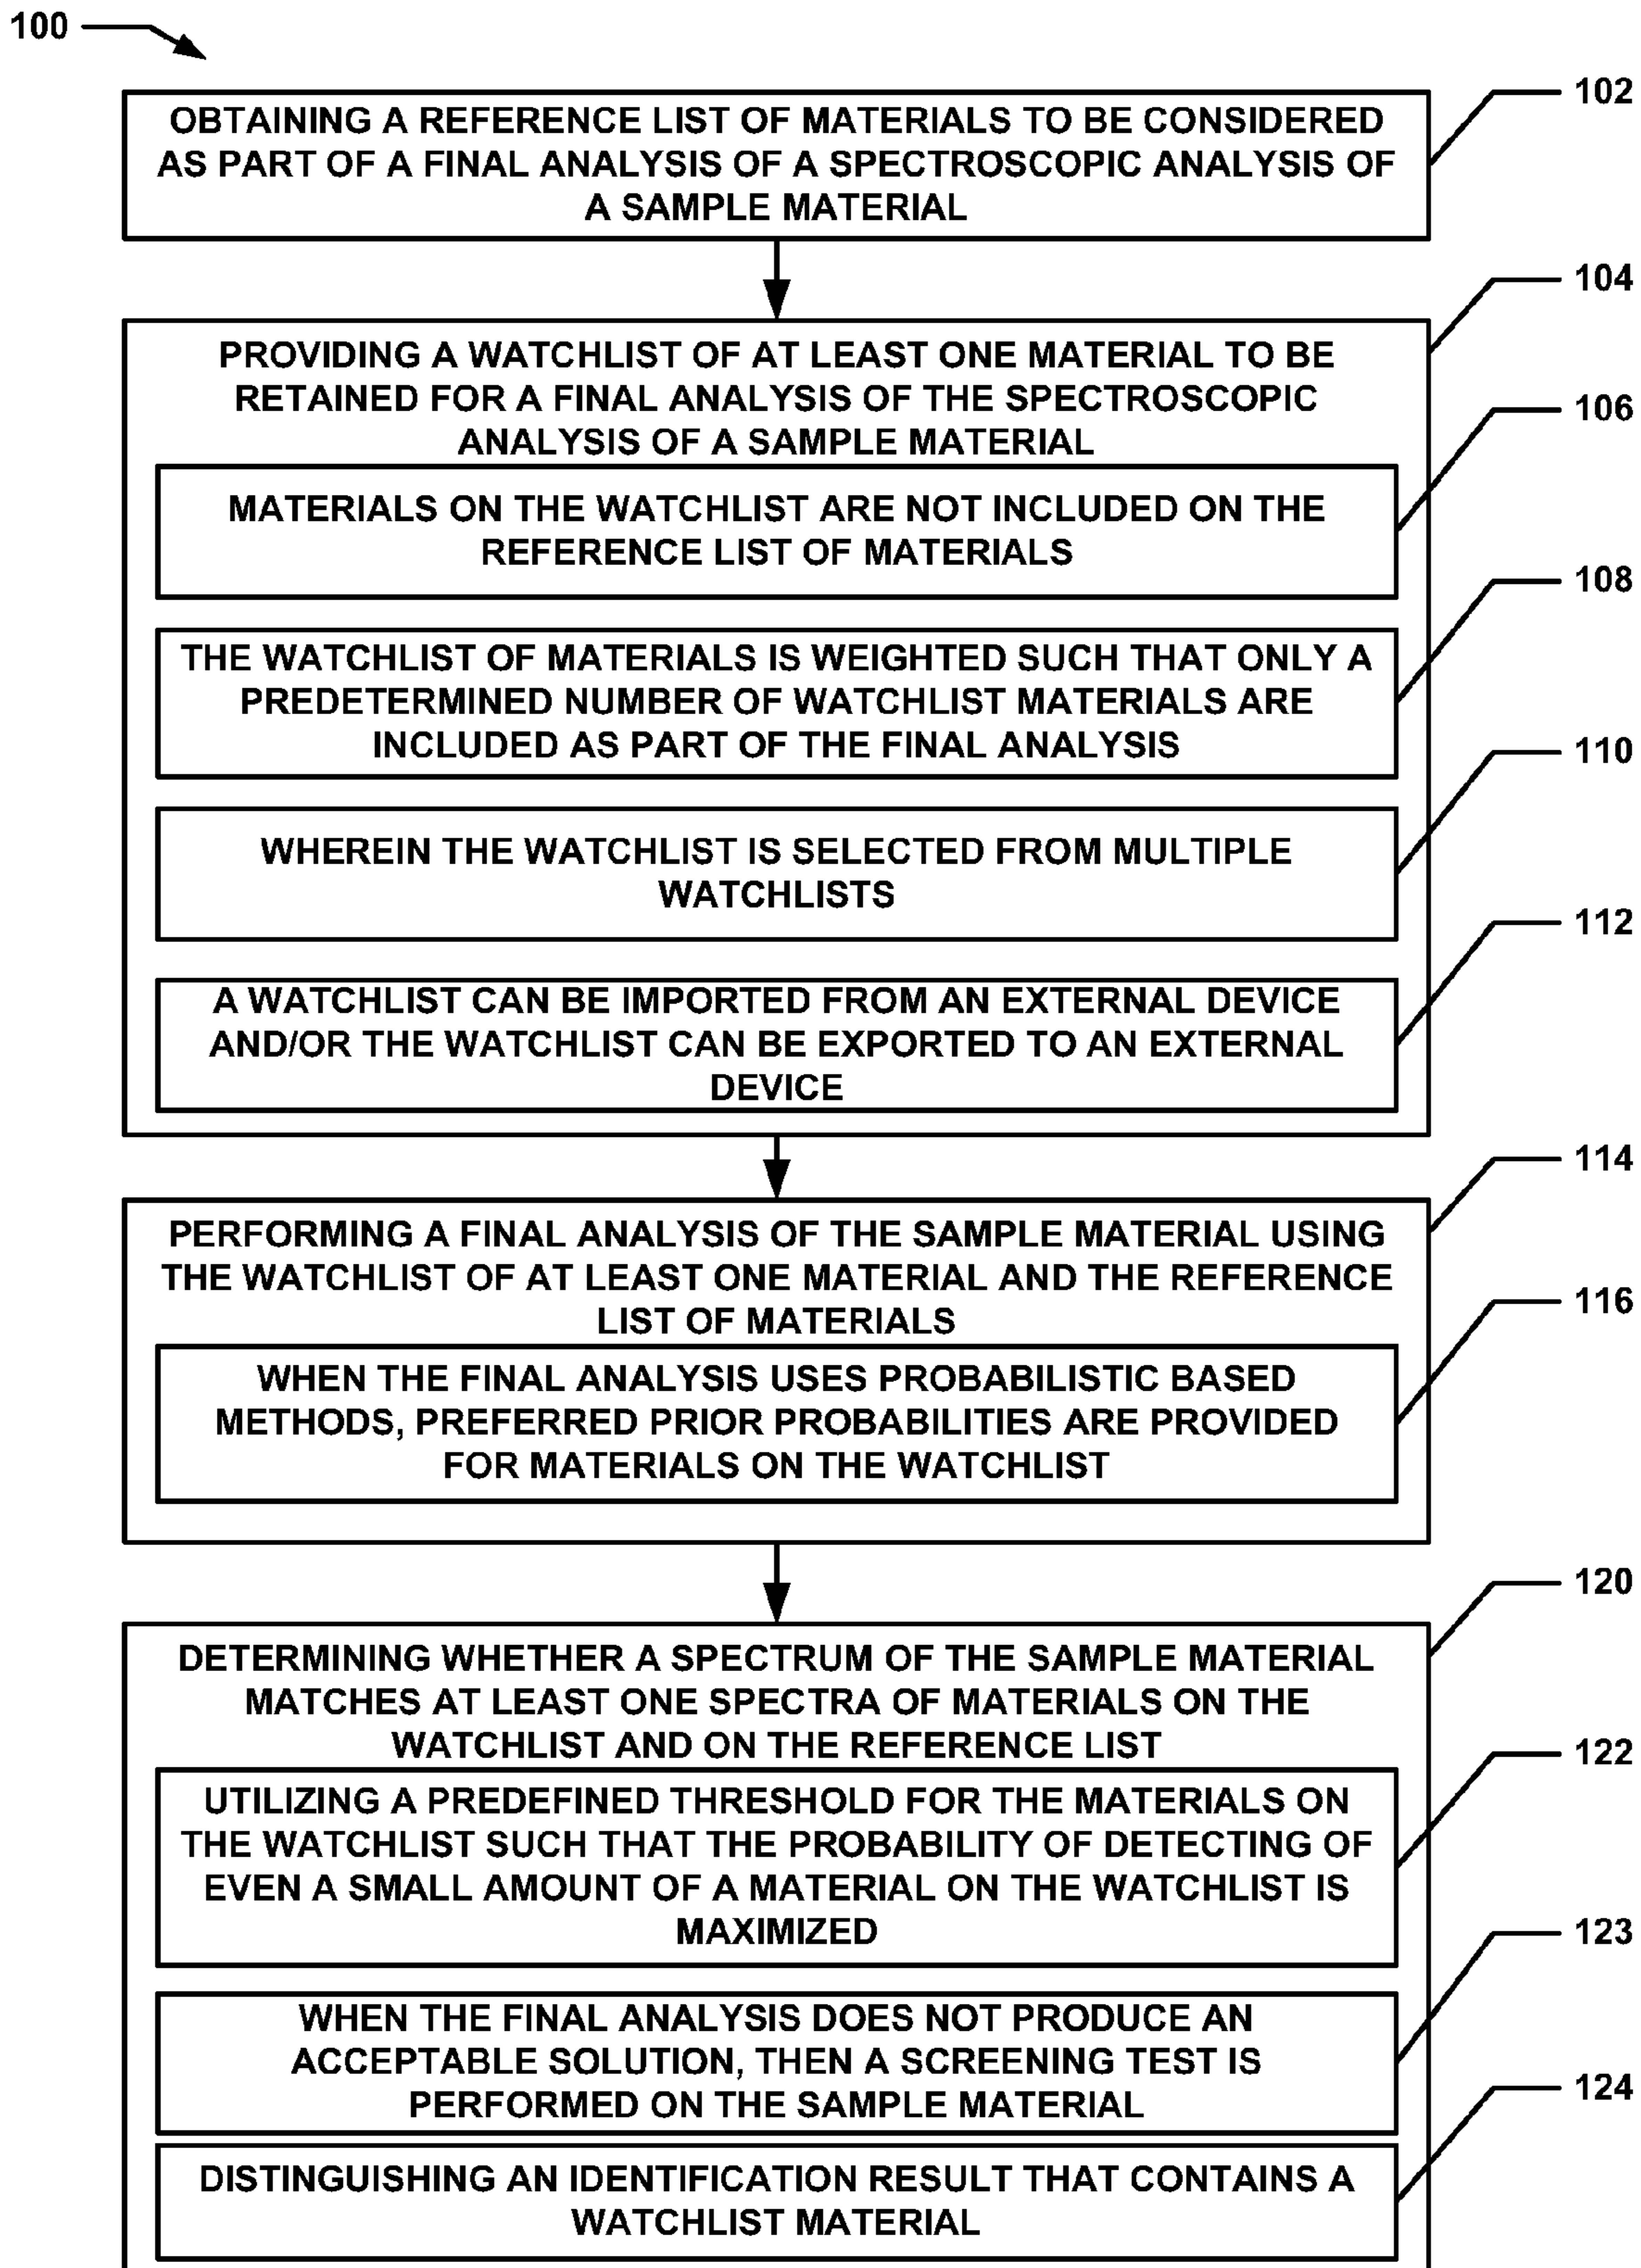 100
102
OBTAINING A REFERENCE LIST OF MATERIALS TO BE CONSIDERED
AS PART OF A FINAL ANALYSIS OF A SPECTROSCOPIC ANALYSIS OF
A SAMPLE MATERIAL
104
PROVIDING A WATCHLIST OF AT LEAST ONE MATERIAL TO BE
RETAINED FOR A FINAL ANALYSIS OF THE SPECTROSCOPIC
ANALYSIS OF A SAMPLE MATERIAL
106
MATERIALS ON THE WATCHLIST ARE NOT INCLUDED ON THE
REFERENCE LIST OF MATERIALS
108
THE WATCHLIST OF MATERIALS IS WEIGHTED SUCH THAT ONLY A
PREDETERMINED NUMBER OF WATCHLIST MATERIALS ARE
INCLUDED AS PART OF THE FINAL ANALYSIS
110
WHEREIN THE WATCHLIST IS SELECTED FROM MULTIPLE
WATCHLISTS
112
A WATCHLIST CAN BE IMPORTED FROM AN EXTERNAL DEVICE
AND/OR THE WATCHLIST CAN BE EXPORTED TO AN EXTERNAL
DEVICE
114
PERFORMING A FINAL ANALYSIS OF THE SAMPLE MATERIAL USING
THE WATCHLIST OF AT LEAST ONE MATERIAL AND THE REFERENCE
LIST OF MATERIALS
116
WHEN THE FINAL ANALYSIS USES PROBABILISTIC BASED
METHODS, PREFERRED PRIOR PROBABILITIES ARE PROVIDED
FOR MATERIALS ON THE WATCHLIST
120
DETERMINING WHETHER A SPECTRUM OF THE SAMPLE MATERIAL
MATCHES AT LEAST ONE SPECTRA OF MATERIALS ON THE
WATCHLIST AND ON THE REFERENCE LIST
122
UTILIZING A PREDEFINED THRESHOLD FOR THE MATERIALS ON
THE WATCHLIST SUCH THAT THE PROBABILITY OF DETECTING OF
EVEN A SMALL AMOUNT OF A MATERIAL ON THE WATCHLIST IS
MAXIMIZED
123
WHEN THE FINAL ANALYSIS DOES NOT PRODUCE AN
ACCEPTABLE SOLUTION, THEN A SCREENING TEST IS
PERFORMED ON THE SAMPLE MATERIAL
124
DISTINGUISHING AN IDENTIFICATION RESULT THAT CONTAINS A
WATCHLIST MATERIAL